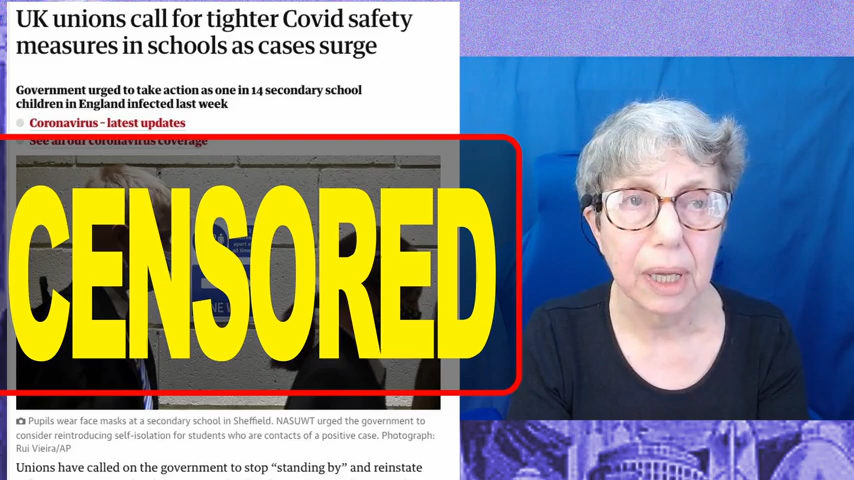 UK unions call for tighter Covid safety
measures in schools as cases surge
Government urged to take action as one in 14 secondary school
children in England infected last week
Coronavirus – latest updates
See all our coronavirus coverage
CENSORED
Pupils wear face masks at a secondary school in Sheffield. NASUWT urged the government to
consider reintroducing self-isolation for students who are contacts of a positive case. Photograph:
Rui Vieira/AP
Unions have called on the government to stop “standing by” and reinstate